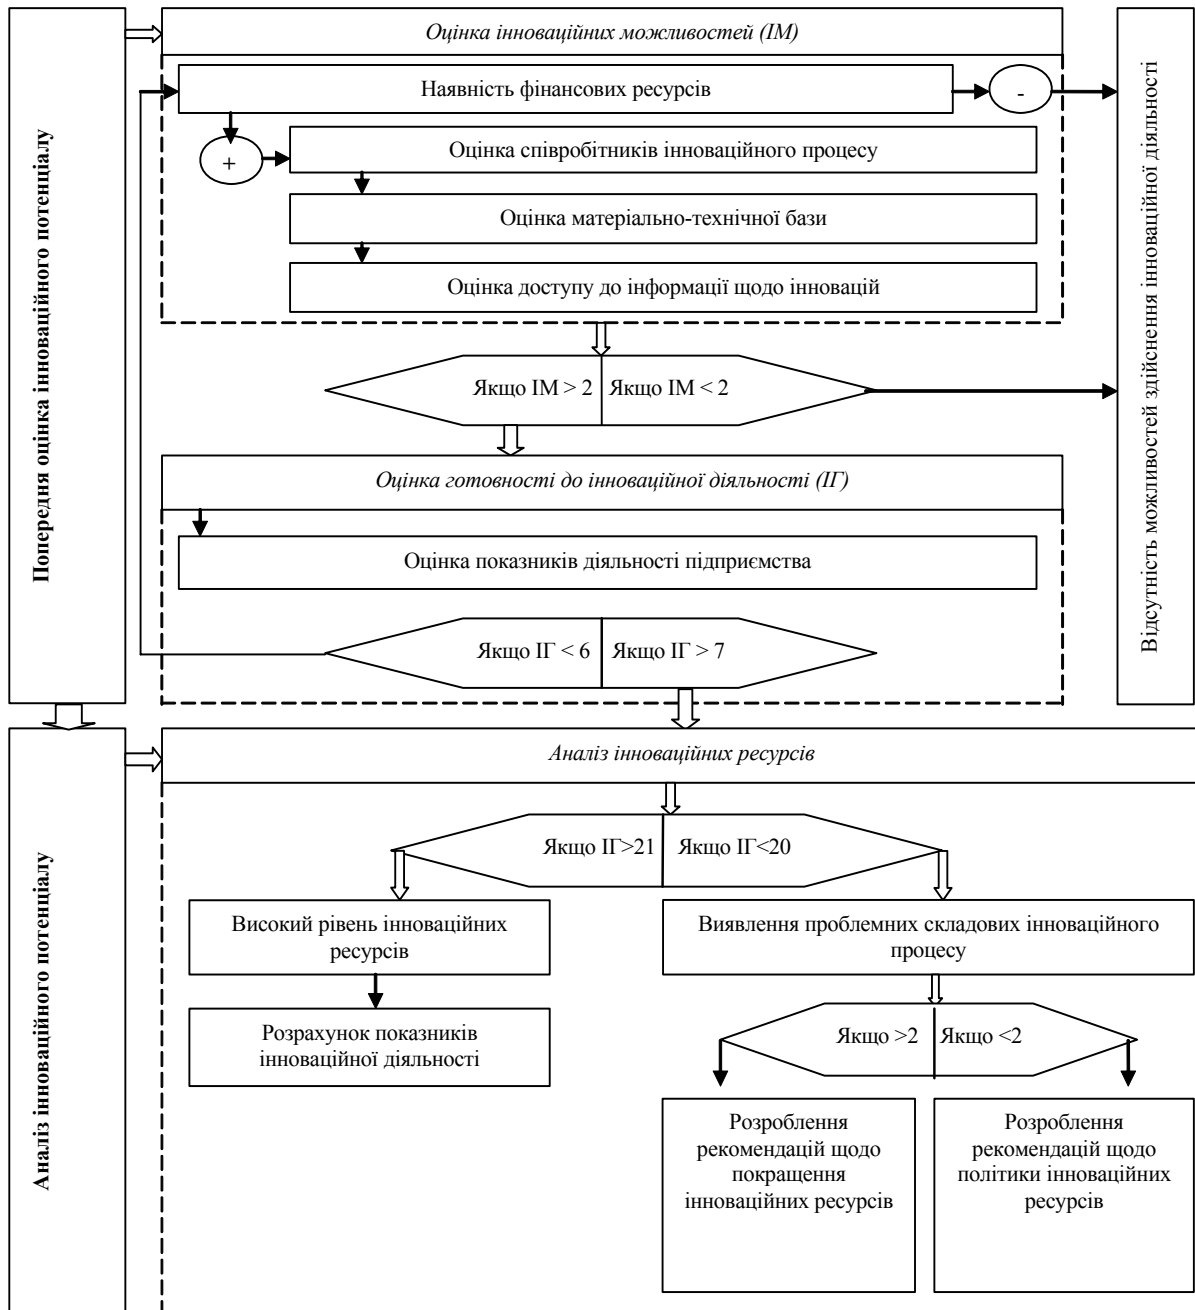 Попередня оцінка інноваційного потенціалу
Оцінка інноваційних можливостей (ІМ)
Наявність фінансових ресурсів
-
+
Оцінка співробітників інноваційного процесу
Оцінка матеріально-технічної бази
Оцінка доступу до інформації щодо інновацій
Якщо ІМ > 2
Якщо ІМ < 2
Відсутність можливостей здійснення інноваційної діяльності
Оцінка готовності до інноваційної діяльності (ІГ)
Оцінка показників діяльності підприємства
Якщо ІГ < 6
Якщо ІГ > 7
Аналіз інноваційного потенціалу
Аналіз інноваційних ресурсів
Якщо ІГ>21
Якщо ІГ<20
Високий рівень інноваційних
ресурсів
Розрахунок показників
інноваційної діяльності
Виявлення проблемних складових інноваційного
процесу
Якщо >2
Якщо <2
Розроблення
рекомендацій щодо
покращення
інноваційних ресурсів
Розроблення
рекомендацій щодо
політики інноваційних
ресурсів